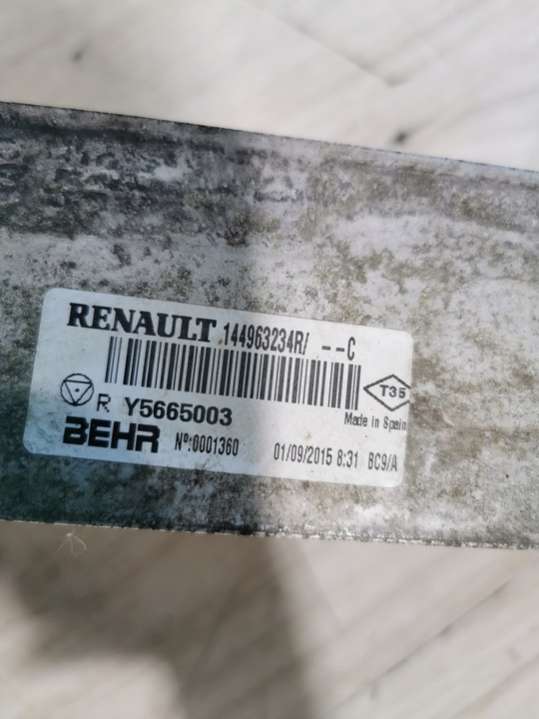 RENAULT 144963234R/ --C
T35
R Y5665003
Made in Spain
BEHR Nº:0001360 01/09/2015 8:31 BC9/A